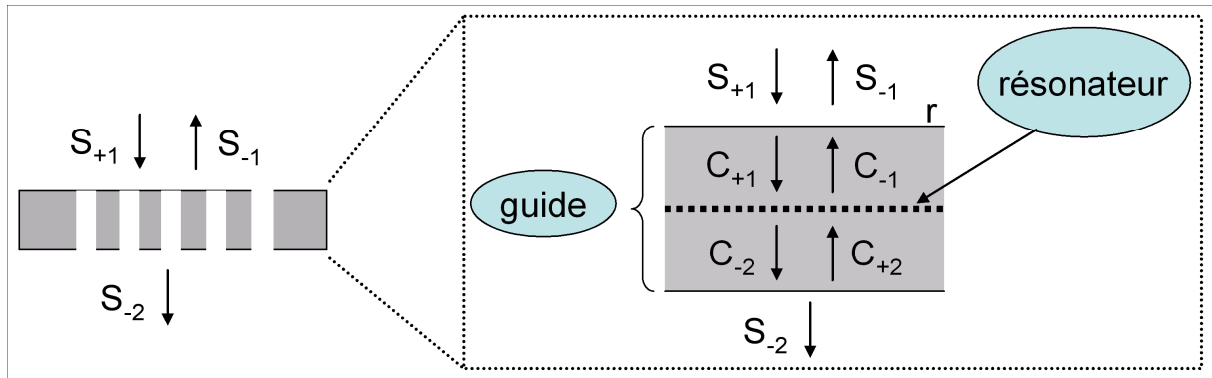 S+1 S-1
S-2
S+1 S-1
résonateur
r
C+1 C-1
guide
C-2 C+2
S-2